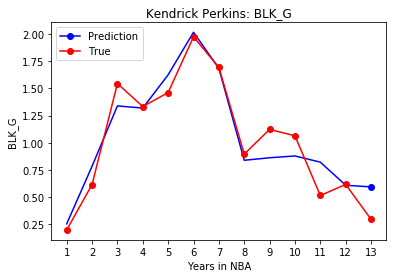 Kendrick Perkins: BLK_G
Prediction
True
2.00
1.75
1.50
1.25
1.00
0.75
0.50
0.25
BLK_G
1 2 3 4 5 6 7 8 9 10 11 12 13
Years in NBA